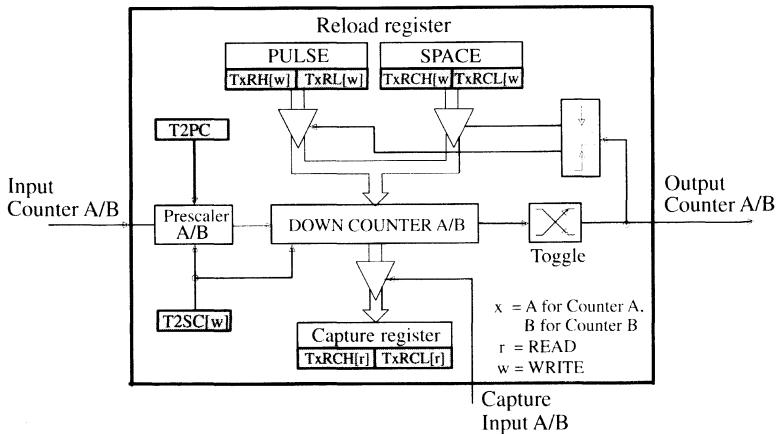 Reload register
PULSE SPACE
TxRH[w] TxRL[w] TxRCH[w TxRCL[w
T2PC
Input
Counter A/B
Prescaler
A/B
DOWN COUNTER A/B
Toggle
Output
Counter A/B
T2SC[w]
Capture register
TxRCH[r] TxRCL[r]
x = A for Counter A.
B for Counter B
r = READ
w = WRITE
Capture
Input A/B